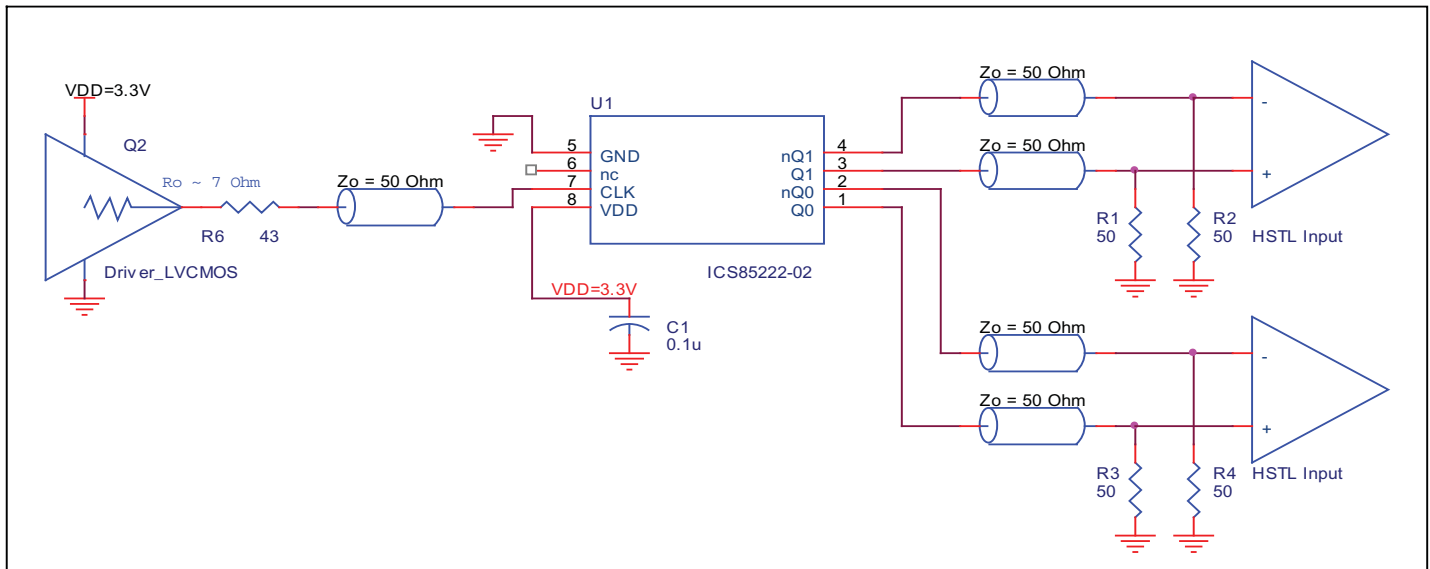 VDD=3.3V
Q2
Ro ~ 7 Ohm
R6 43
Driver_LVCMOS
Zo = 50 Ohm
U1
5 GND
6 nc
7 CLK
8 VDD
nQ1 4
Q1 3
nQ0 2
Q0 1
ICS85222-02
VDD=3.3V
C1
0.1u
Zo = 50 Ohm
Zo = 50 Ohm
-
+
R1
50
R2
50
HSTL Input
Zo = 50 Ohm
Zo = 50 Ohm
-
+
R3
50
R4
50
HSTL Input